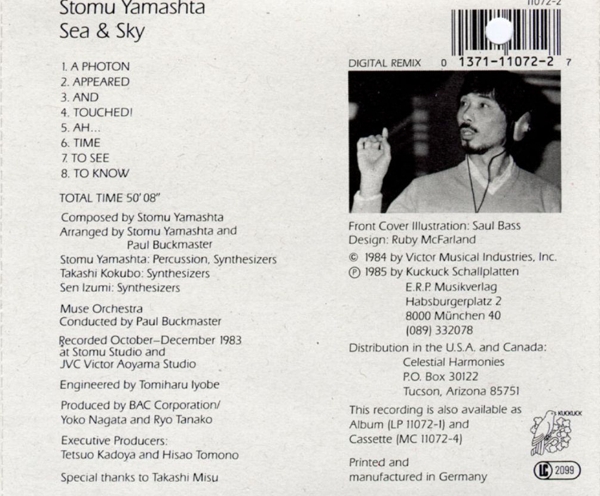 Stomu Yamashta
Sea & Sky
1. A PHOTON
2. APPEARED
3. AND
4. TOUCHED!
5. AH...
6. TIME
7. TO SEE
8. TO KNOW
TOTAL TIME 50'08"
Composed by Stomu Yamashta
Arranged by Stomu Yamashta and
Paul Buckmaster
Stomu Yamashta: Percussion, Synthesizers
Takashi Kokubo: Synthesizers
Sen Izumi: Synthesizers
Muse Orchestra
Conducted by Paul Buckmaster
Recorded October–December 1983
at Stomu Studio and
JVC Victor Aoyama Studio
Engineered by Tomiharu Iyobe
Produced by BAC Corporation/
Yoko Nagata and Ryo Tanako
Executive Producers:
Tetsuo Kadoya and Hisao Tomono
Special thanks to Takashi Misu
11072-2
DIGITAL REMIX
0 1371-11072-2 7
Front Cover Illustration: Saul Bass
Design: Ruby McFarland
© 1984 by Victor Musical Industries, Inc.
℗ 1985 by Kuckuck Schallplatten
E.R.P. Musikverlag
Habsburgerplatz 2
8000 München 40
(089) 332078
Distribution in the U.S.A. and Canada:
Celestial Harmonies
P.O. Box 30122
Tucson, Arizona 85751
This recording is also available as
Album (LP 11072-1) and
Cassette (MC 11072-4)
KUCKUCK
Printed and
manufactured in Germany
LC 2099